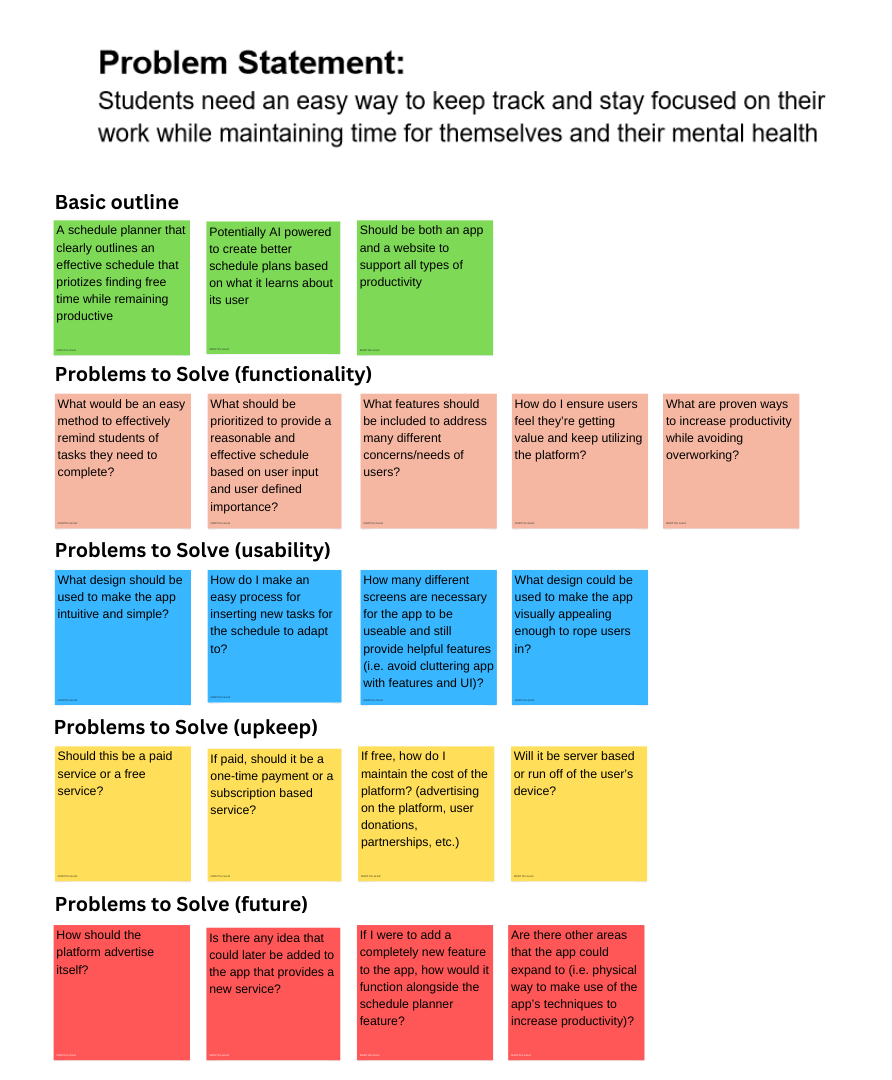 Problem Statement:
Students need an easy way to keep track and stay focused on their
work while maintaining time for themselves and their mental health
Basic outline
A schedule planner that
clearly outlines an
effective schedule that
priotizes finding free
time while remaining
productive
Potentially AI powered
to create better
schedule plans based
on what it learns about
its user
Should be both an app
and a website to
support all types of
productivity
Problems to Solve (functionality)
What would be an easy
method to effectively
remind students of
tasks they need to
complete?
What should be
prioritized to provide a
reasonable and
effective schedule
based on user input
and user defined
importance?
What features should
be included to address
many different
concerns/needs of
users?
How do I ensure users
feel they're getting
value and keep utilizing
the platform?
What are proven ways
to increase productivity
while avoiding
overworking?
Problems to Solve (usability)
What design should be
used to make the app
intuitive and simple?
How do I make an
easy process for
inserting new tasks for
the schedule to adapt
to?
How many different
screens are necessary
for the app to be
useable and still
provide helpful features
(i.e. avoid cluttering app
with features and UI)?
What design could be
used to make the app
visually appealing
enough to rope users
in?
Problems to Solve (upkeep)
Should this be a paid
service or a free
service?
If paid, should it be a
one-time payment or a
subscription based
service?
If free, how do I
maintain the cost of the
platform? (advertising
on the platform, user
donations,
partnerships, etc.)
Will it be server based
or run off of the user's
device?
Problems to Solve (future)
How should the
platform advertise
itself?
Is there any idea that
could later be added to
the app that provides a
new service?
If I were to add a
completely new feature
to the app, how would it
function alongside the
schedule planner
feature?
Are there other areas
that the app could
expand to (i.e. physical
way to make use of the
app's techniques to
increase productivity)?